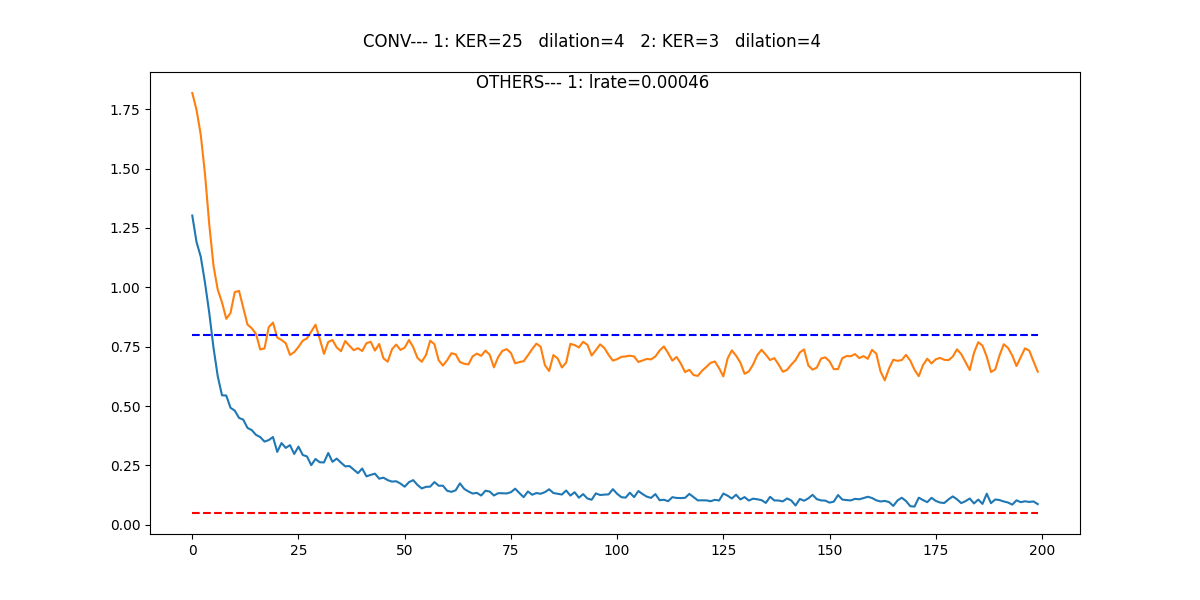 CONV--- 1: KER=25 dilation=4 2: KER=3 dilation=4
OTHERS--- 1: lrate=0.00046
1.75
1.50
1.25
1.00
0.75
0.50
0.25
0.00
0 25 50 75 100 125 150 175 200